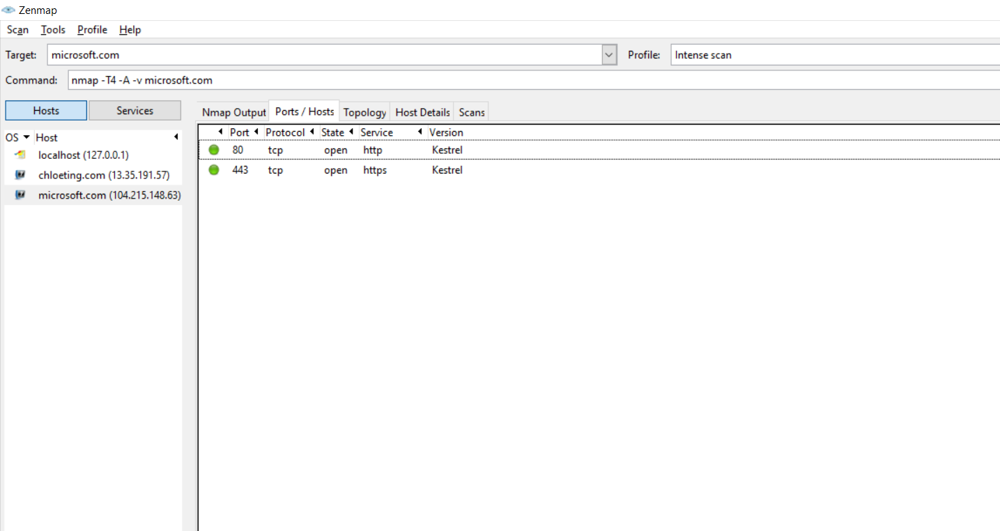 Zenmap
Scan Tools Profile Help
Target: microsoft.com Profile: Intense scan
Command: nmap -T4 -A -v microsoft.com
Hosts Services
Nmap Output Ports / Hosts Topology Host Details Scans
OS Host
localhost (127.0.0.1)
chloeting.com (13.35.191.57)
microsoft.com (104.215.148.63)
Port Protocol State Service Version
80 tcp open http Kestrel
443 tcp open https Kestrel